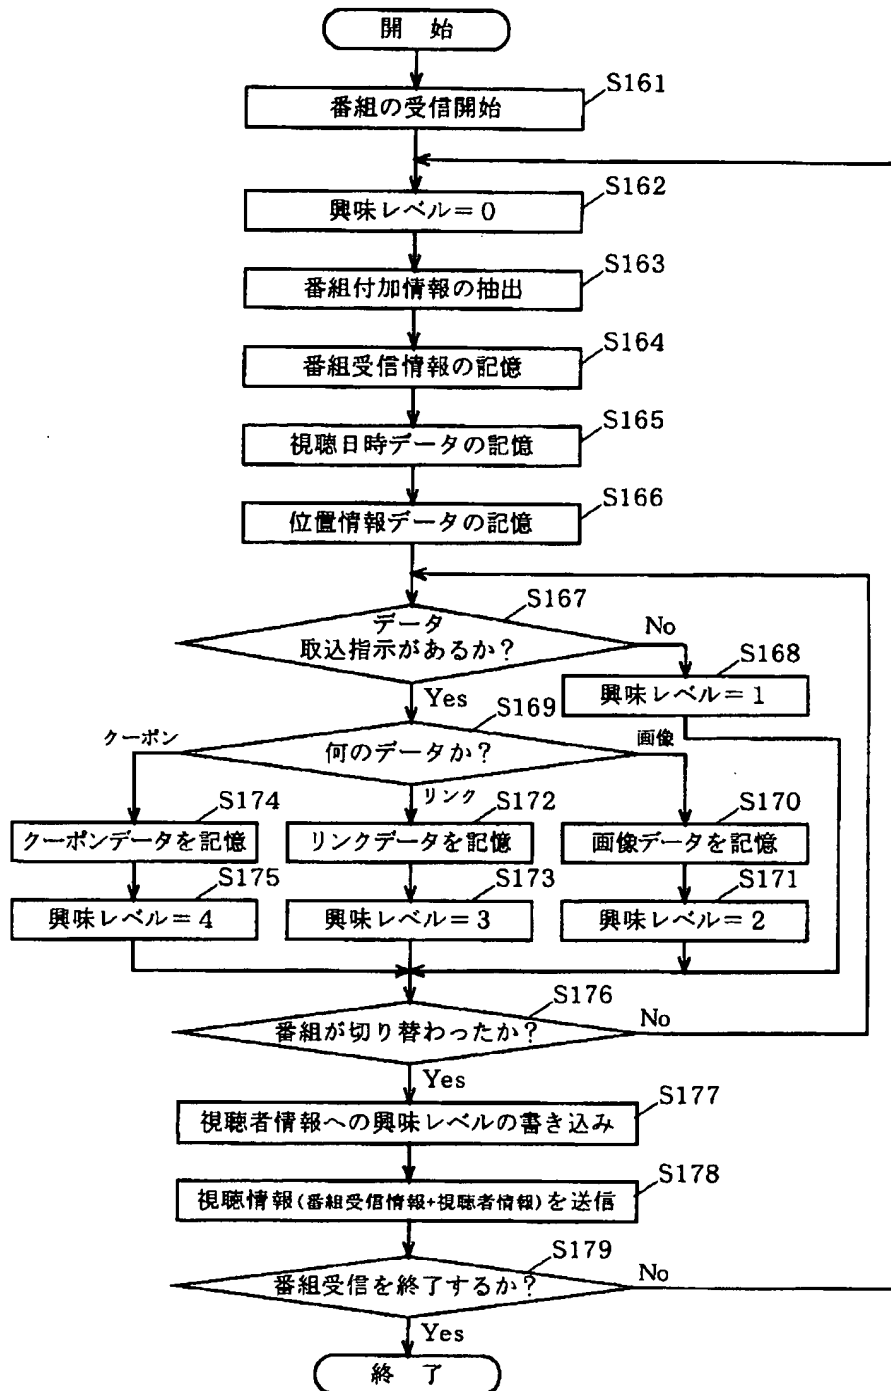 開 始
S161
番組の受信開始
S162
興味レベル=0
S163
番組付加情報の抽出
S164
番組受信情報の記憶
S165
視聴日時データの記憶
S166
位置情報データの記憶
S167
データ
取込指示があるか?
No
S168
興味レベル=1
Yes
S169
何のデータか?
クーポン
リンク
画像
S174
クーポンデータを記憶
S172
リンクデータを記憶
S170
画像データを記憶
S175
興味レベル=4
S173
興味レベル=3
S171
興味レベル=2
S176
番組が切り替わったか?
No
Yes
S177
視聴者情報への興味レベルの書き込み
S178
視聴情報(番組受信情報+視聴者情報)を送信
S179
番組受信を終了するか?
No
Yes
終 了